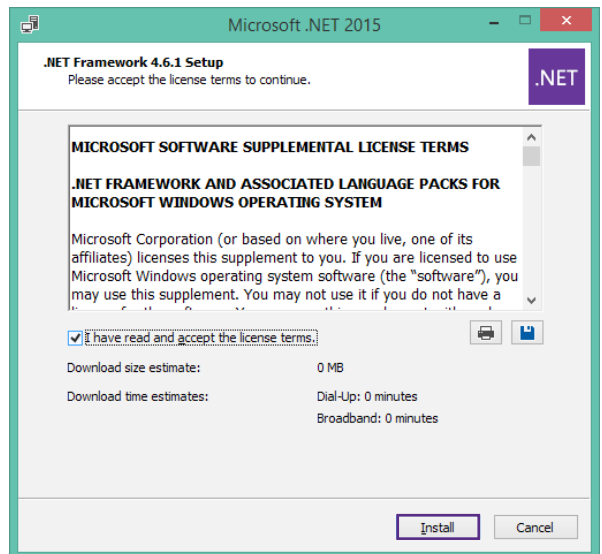 Microsoft .NET 2015
.NET Framework 4.6.1 Setup
Please accept the license terms to continue.
.NET
MICROSOFT SOFTWARE SUPPLEMENTAL LICENSE TERMS
.NET FRAMEWORK AND ASSOCIATED LANGUAGE PACKS FOR
MICROSOFT WINDOWS OPERATING SYSTEM
Microsoft Corporation (or based on where you live, one of its
affiliates) licenses this supplement to you. If you are licensed to use
Microsoft Windows operating system software (the “software”), you
may use this supplement. You may not use it if you do not have a
I have read and accept the license terms.
Download size estimate: 0 MB
Download time estimates: Dial-Up: 0 minutes
Broadband: 0 minutes
Install Cancel